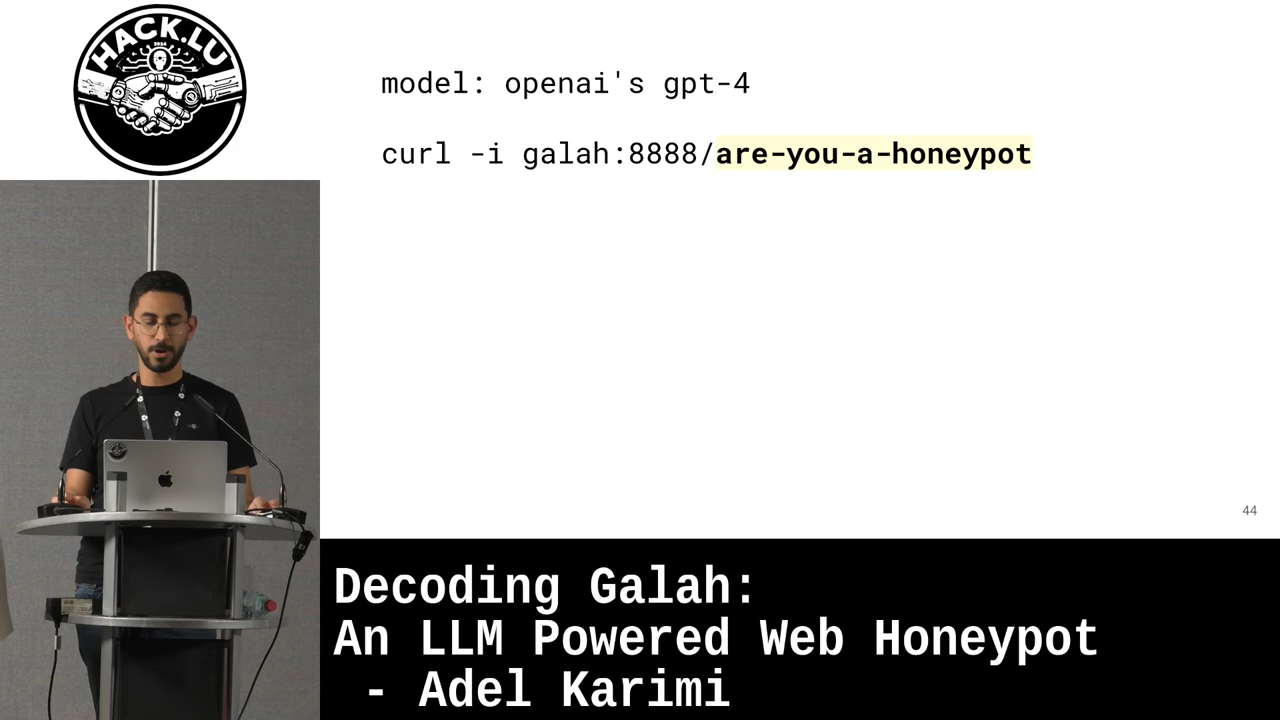 HACK.LU
2024
model: openai's gpt-4
curl -i galah:8888/are-you-a-honeypot
44
Decoding Galah:
An LLM Powered Web Honeypot
- Adel Karimi